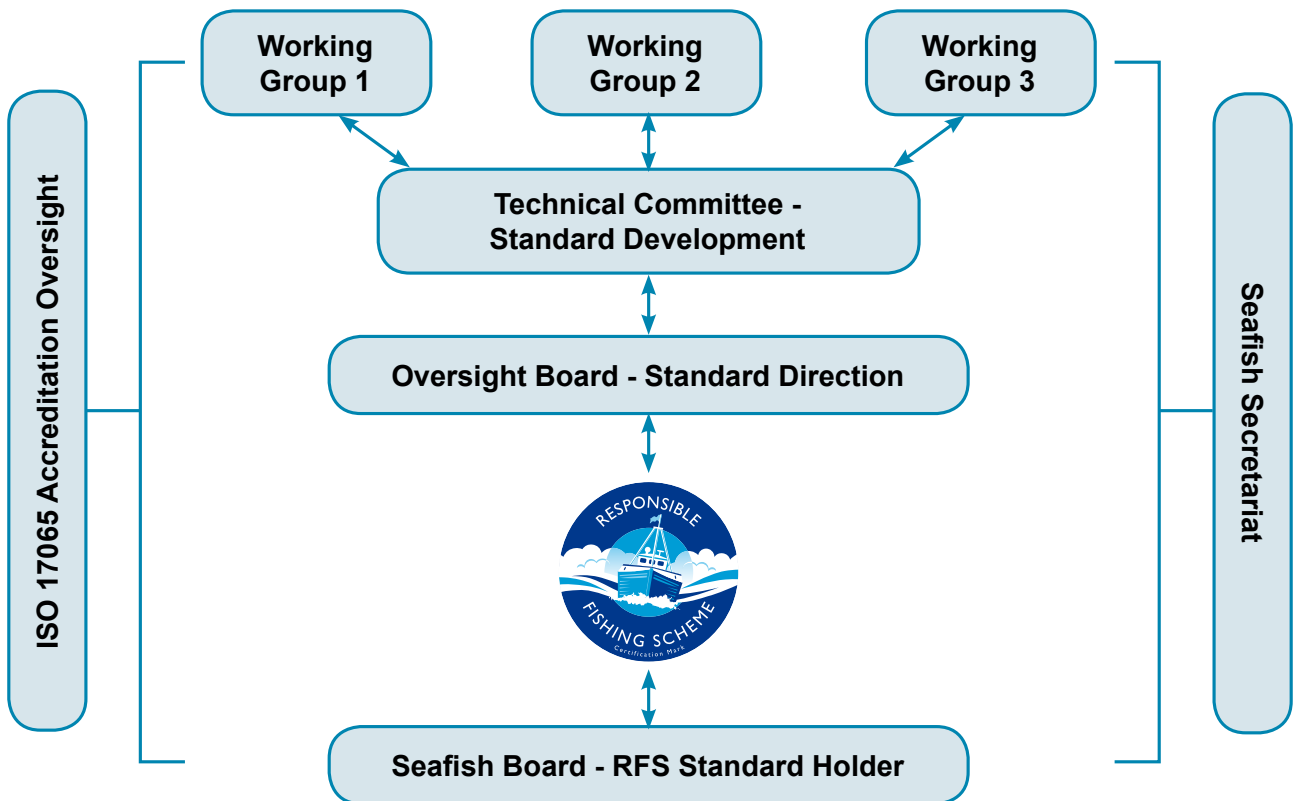 Working
Group 1
Working
Group 2
Working
Group 3
Technical Committee -
Standard Development
Oversight Board - Standard Direction
RESPONSIBLE
FISHING SCHEME
Certification Mark
Seafish Board - RFS Standard Holder
ISO 17065 Accreditation Oversight
Seafish Secretariat